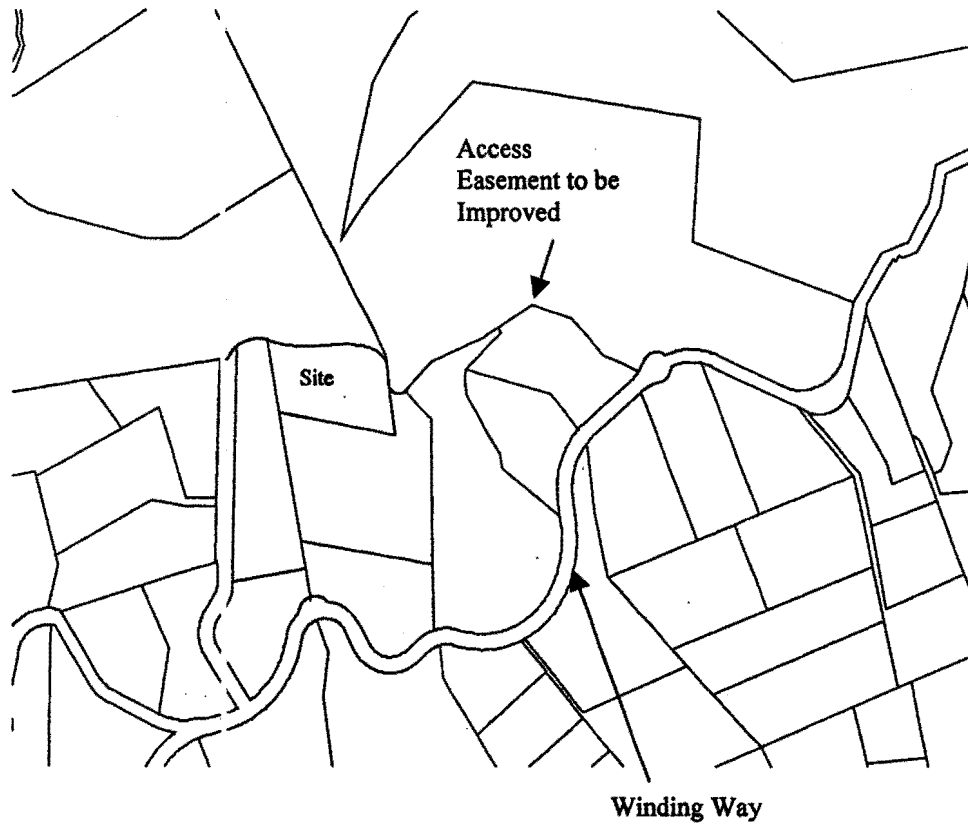 Access
Easement to be
Improved
Site
Winding Way